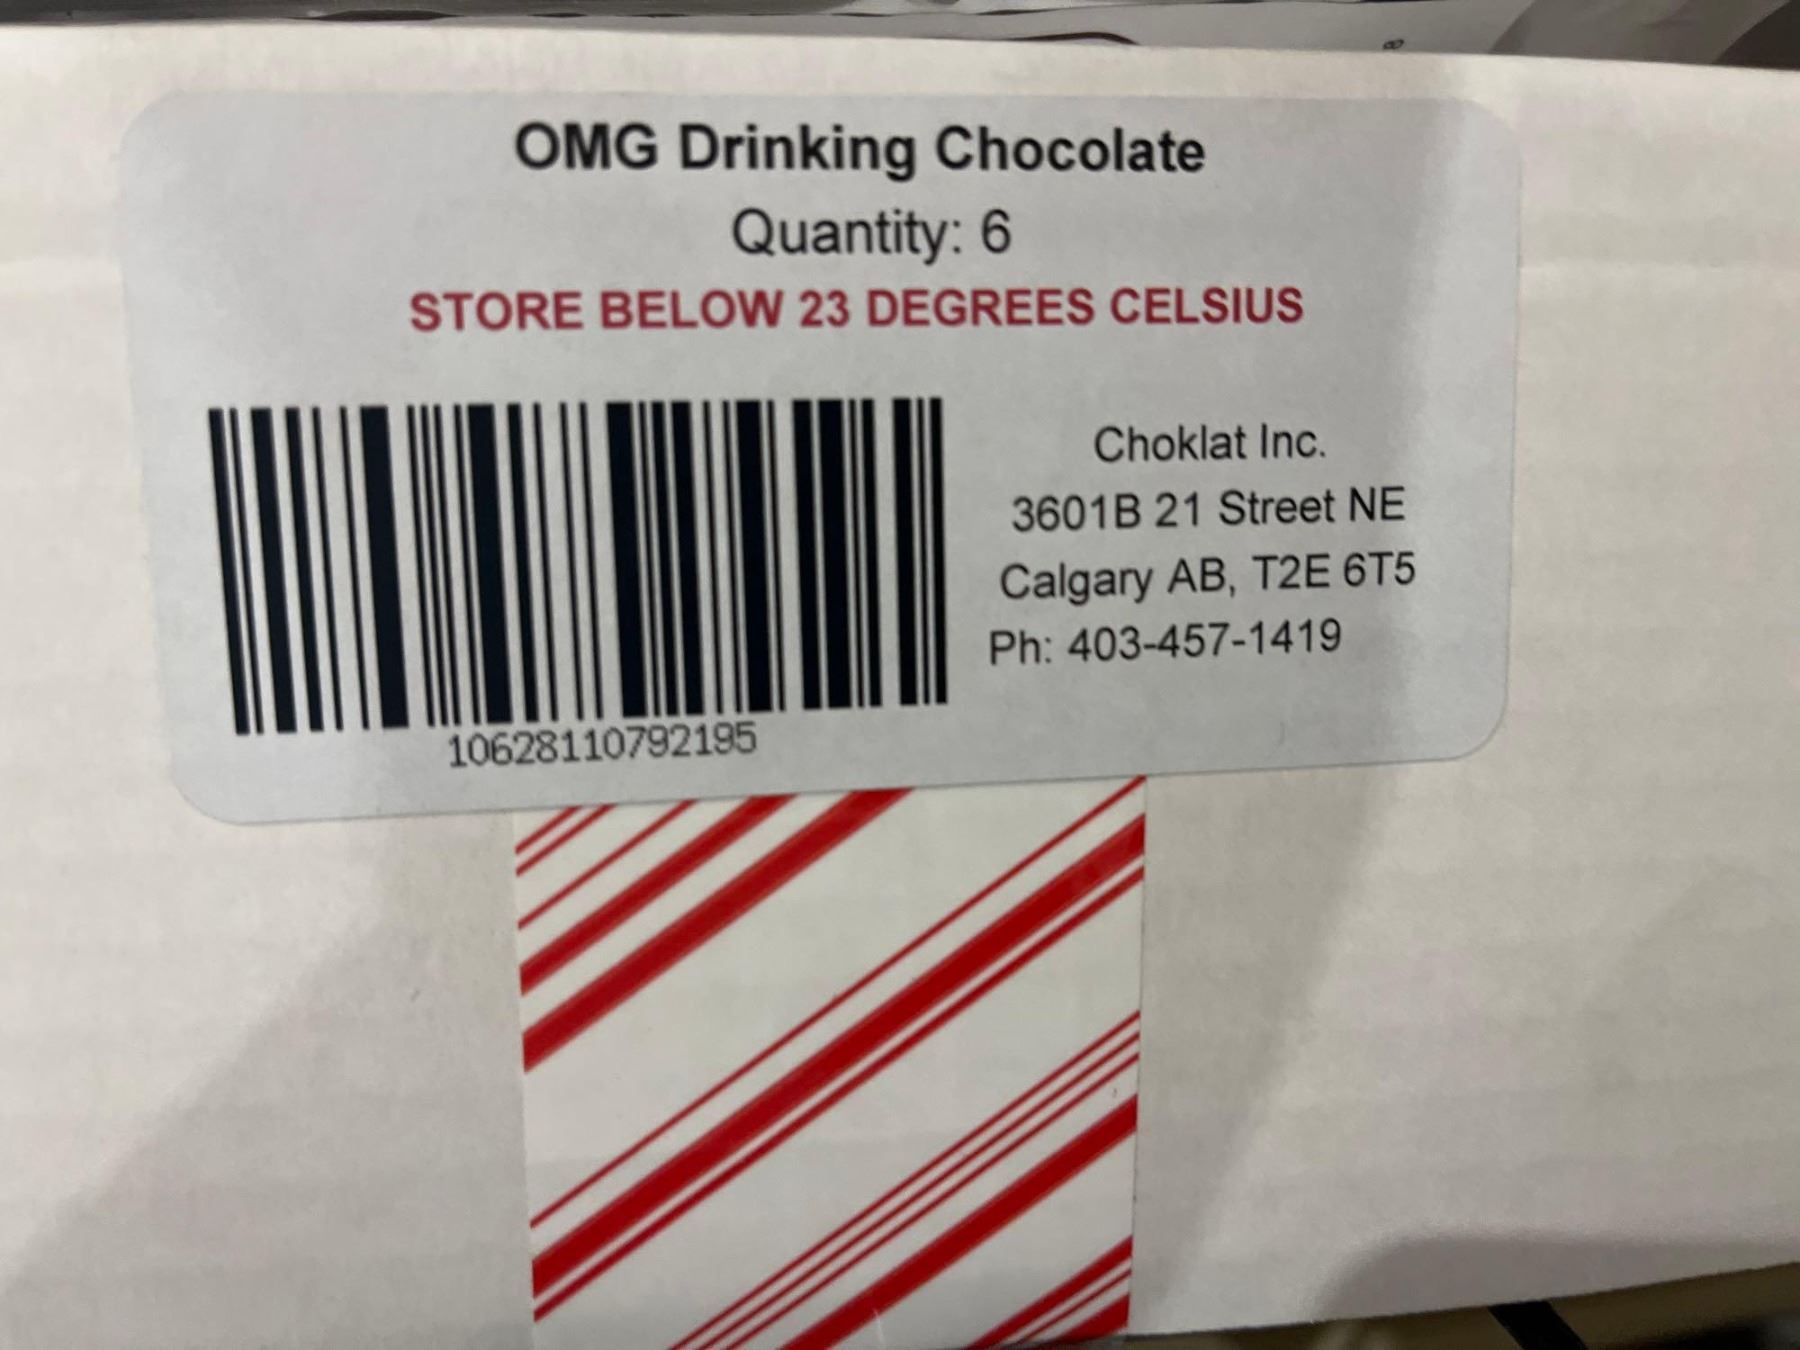 OMG Drinking Chocolate
Quantity: 6
STORE BELOW 23 DEGREES CELSIUS
Choklat Inc.
3601B 21 Street NE
Calgary AB, T2E 6T5
Ph: 403-457-1419
10628110792195